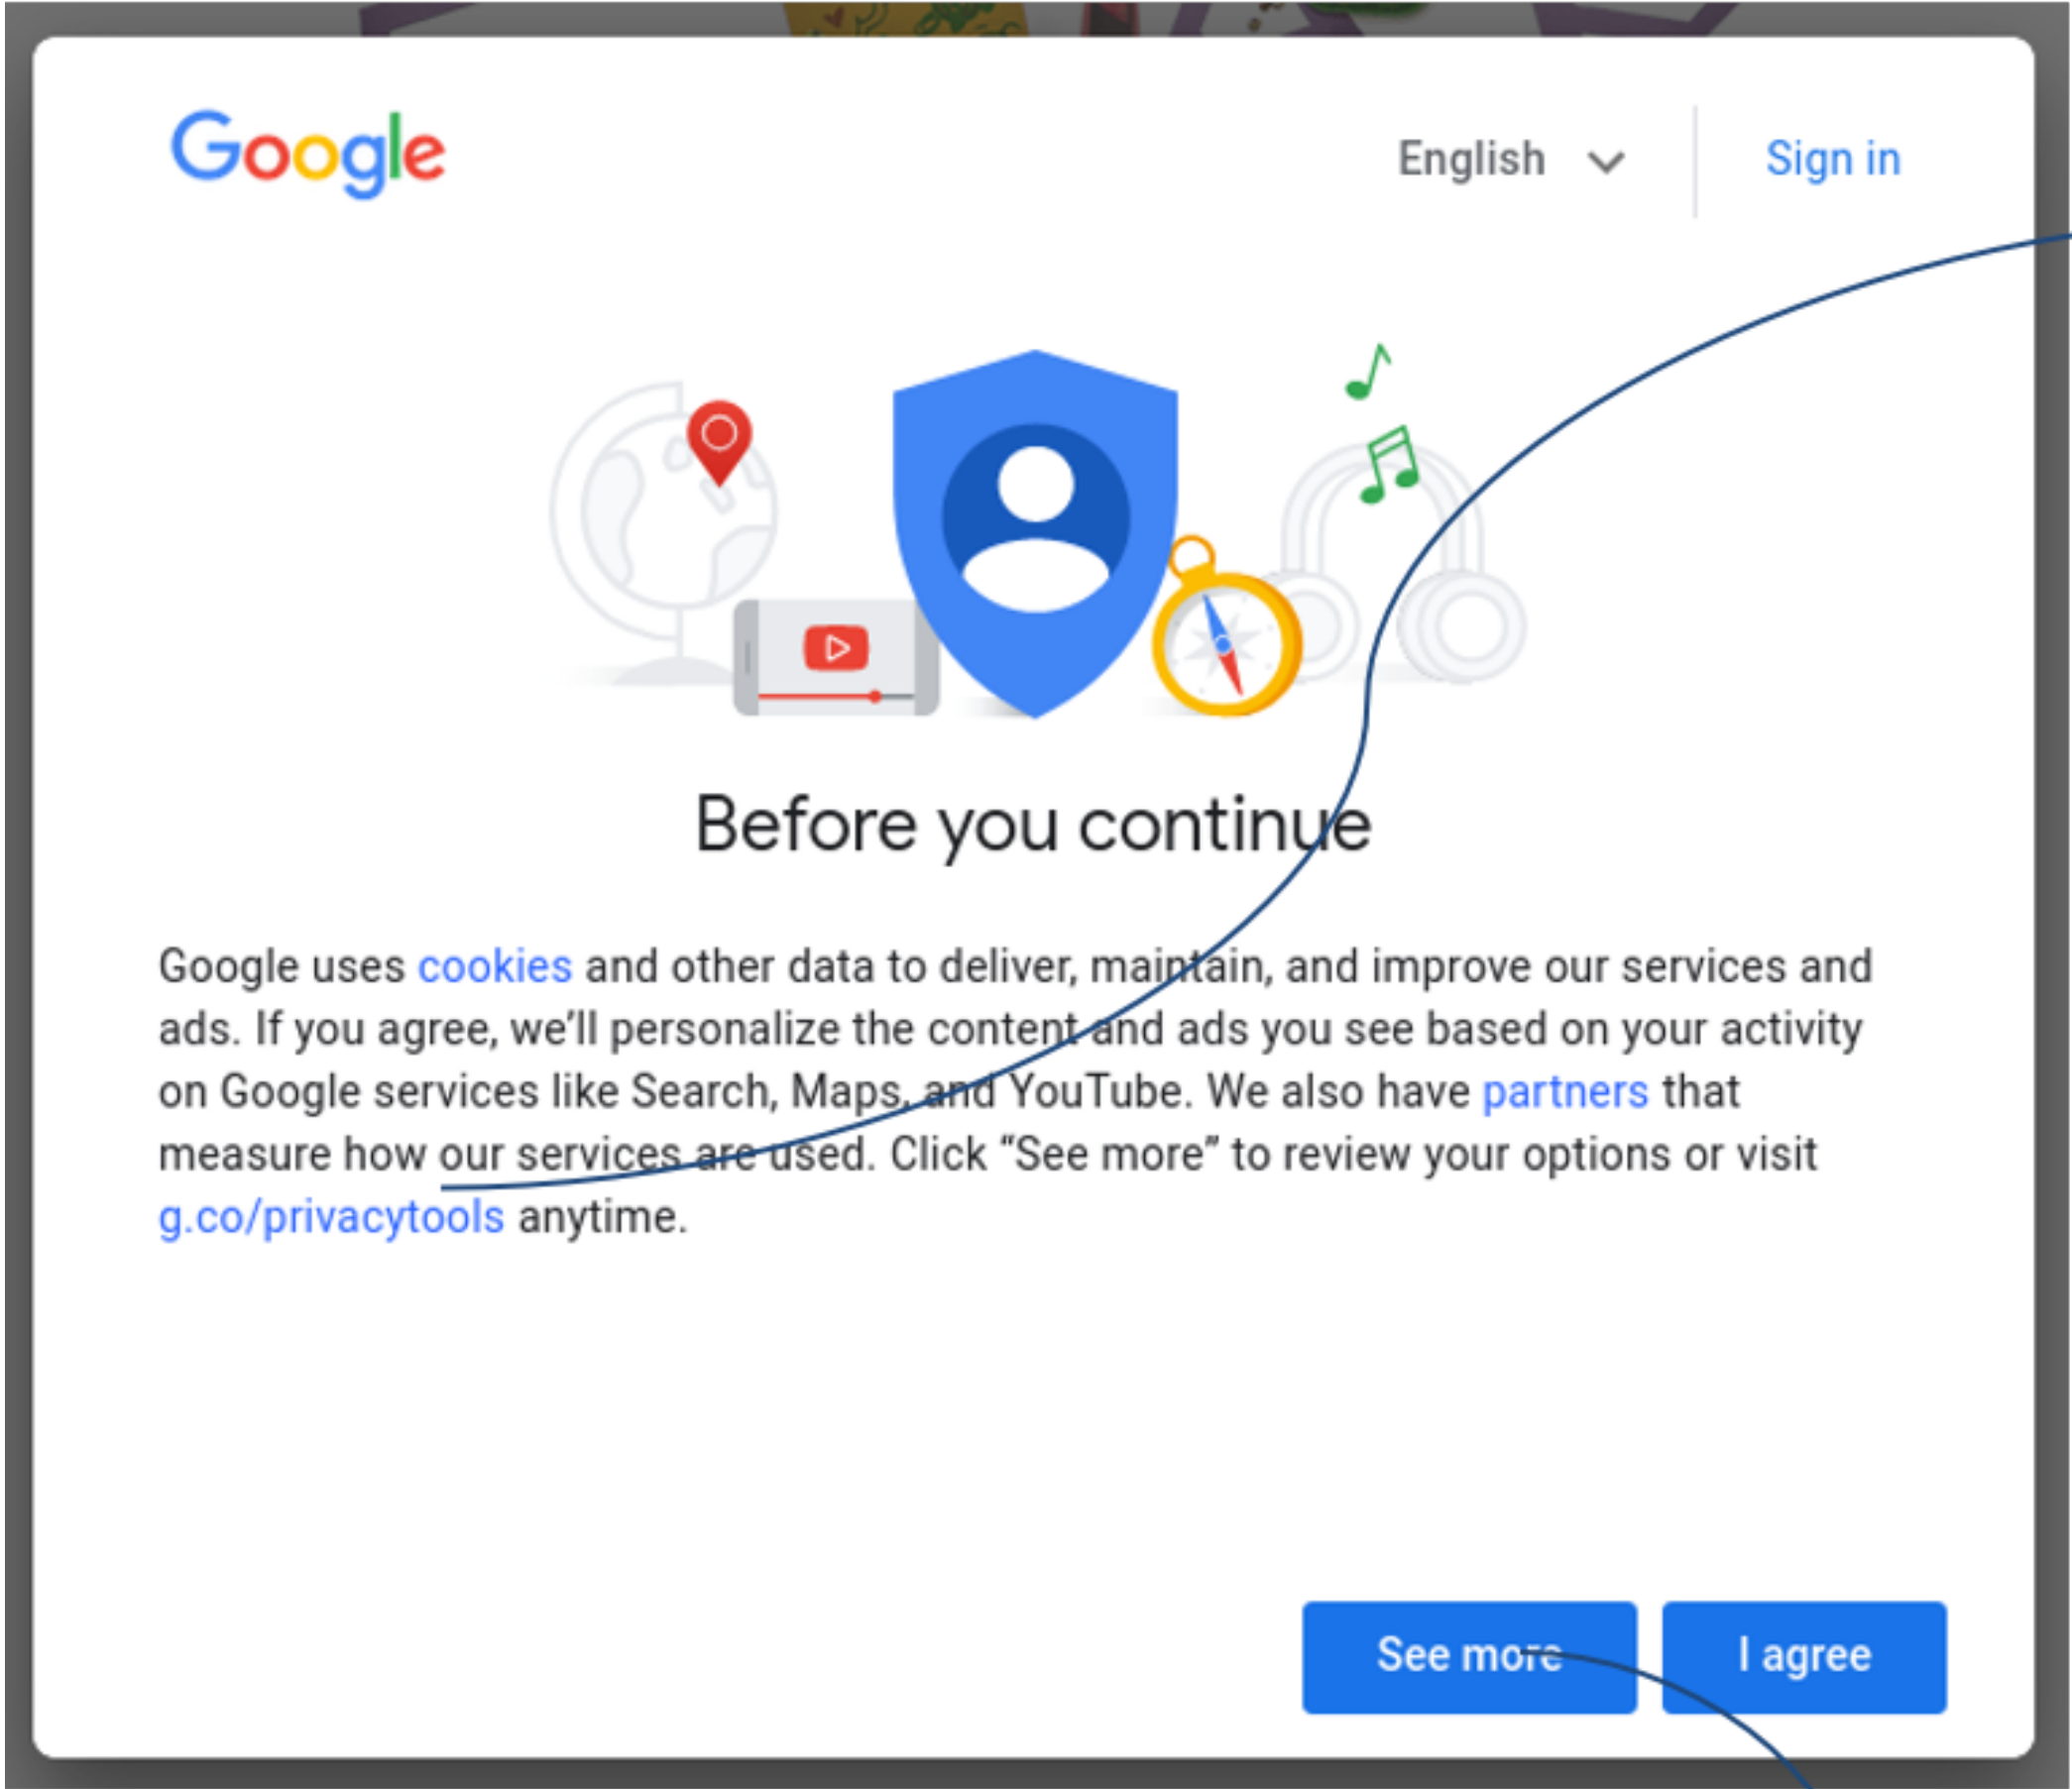 Google
English
Sign in
Before you continue
Google uses cookies and other data to deliver, maintain, and improve our services and
ads. If you agree, we’ll personalize the content and ads you see based on your activity
on Google services like Search, Maps, and YouTube. We also have partners that
measure how our services are used. Click “See more” to review your options or visit
g.co/privacytools anytime.
See more
I agree